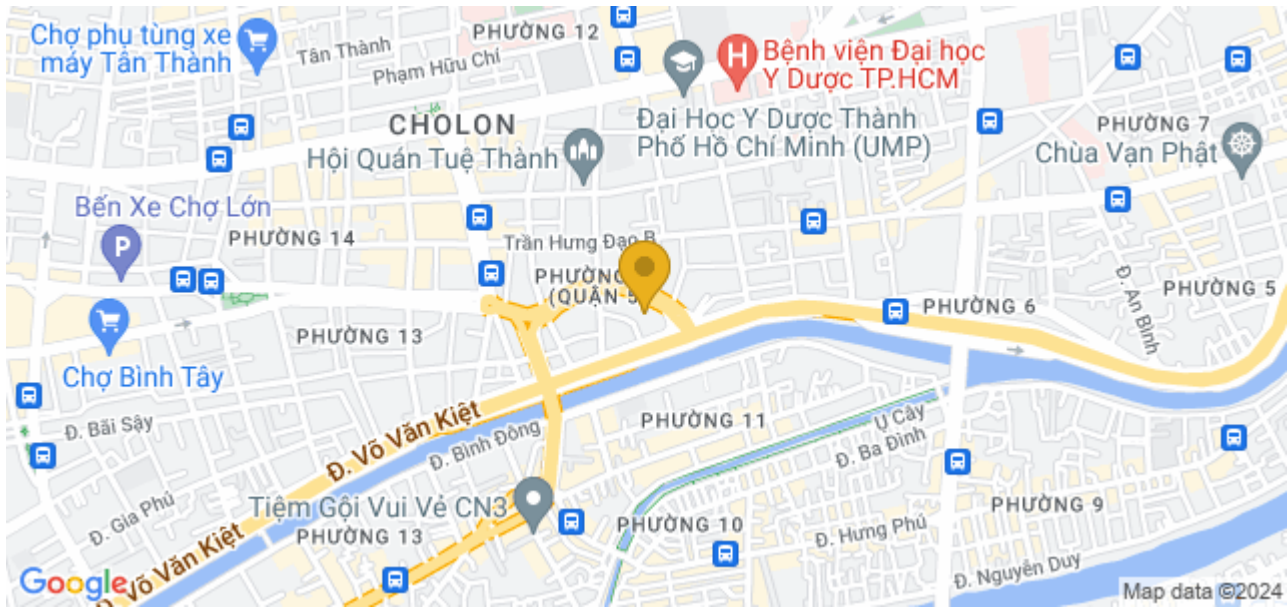 Chợ phụ tùng xe
máy Tân Thành
Tân Thành
Phạm Hữu Chí
PHƯỜNG 12
Bệnh viện Đại học
Y Dược TP.HCM
CHOLON
Đại Học Y Dược Thành
Phố Hồ Chí Minh (UMP)
PHƯỜNG 7
Hội Quán Tuệ Thành
Chùa Vạn Phật
Bến Xe Chợ Lớn
P
PHƯỜNG 14
Trần Hưng Đạo B
(QUẬN 5
PHƯỜNG 5
Đ. An Bình
PHƯỜNG 6
PHƯỜNG 13
Chợ Bình Tây
Đ. Bãi Sậy
Đ. Võ Văn Kiệt
Đ. Bình Đông
PHƯỜNG 11
Ụ Cây
Đ. Ba Đình
Đ. Gia Phú
Tiệm Gội Vui Vẻ CN3
PHƯỜNG 13
PHƯỜNG 10
Đ. Hưng Phú
PHƯỜNG 9
Đ. Nguyễn Duy
Đ. Võ Văn Kiệt
Google
Map data ©2024